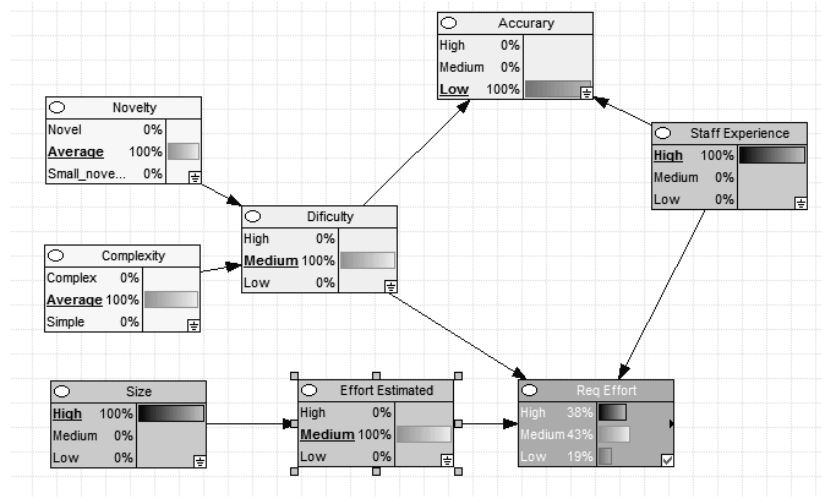 Accurary
High 0%
Medium 0%
Low 100%
Novelty
Novel 0%
Average 100%
Small_nove... 0%
Staff Experience
High 100%
Medium 0%
Low 0%
Dificulty
High 0%
Medium 100%
Low 0%
Complexity
Complex 0%
Average 100%
Simple 0%
Size
High 100%
Medium 0%
Low 0%
Effort Estimated
High 0%
Medium 100%
Low 0%
Req Effort
High 38%
Medium 43%
Low 19%